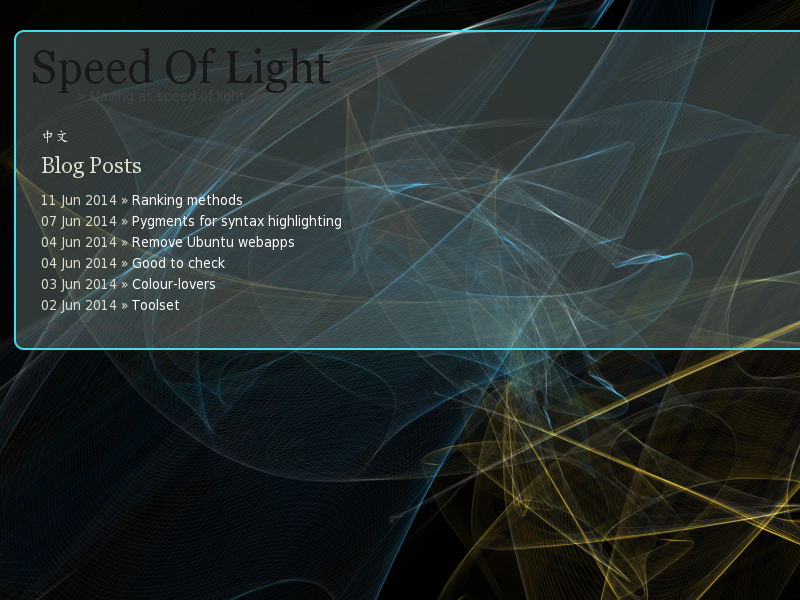 Speed Of Light
> Moving as speed of light
中文
Blog Posts
11 Jun 2014 » Ranking methods
07 Jun 2014 » Pygments for syntax highlighting
04 Jun 2014 » Remove Ubuntu webapps
04 Jun 2014 » Good to check
03 Jun 2014 » Colour-lovers
02 Jun 2014 » Toolset